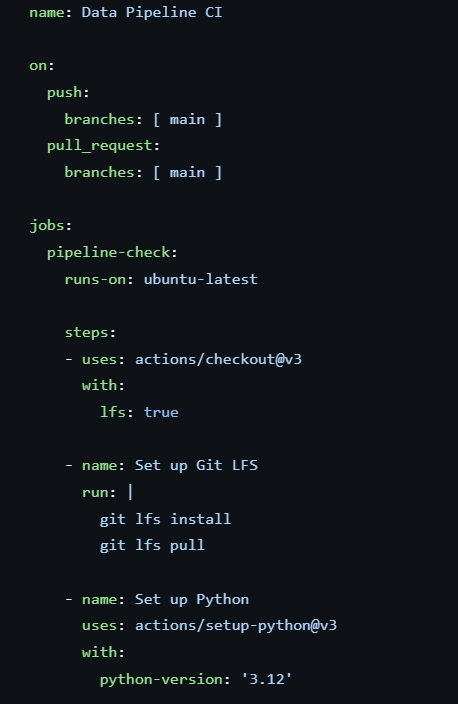 name: Data Pipeline CI
on:
  push:
    branches: [ main ]
  pull_request:
    branches: [ main ]
jobs:
  pipeline-check:
    runs-on: ubuntu-latest
    steps:
    - uses: actions/checkout@v3
      with:
        lfs: true
    - name: Set up Git LFS
      run: |
        git lfs install
        git lfs pull
    - name: Set up Python
      uses: actions/setup-python@v3
      with:
        python-version: '3.12'